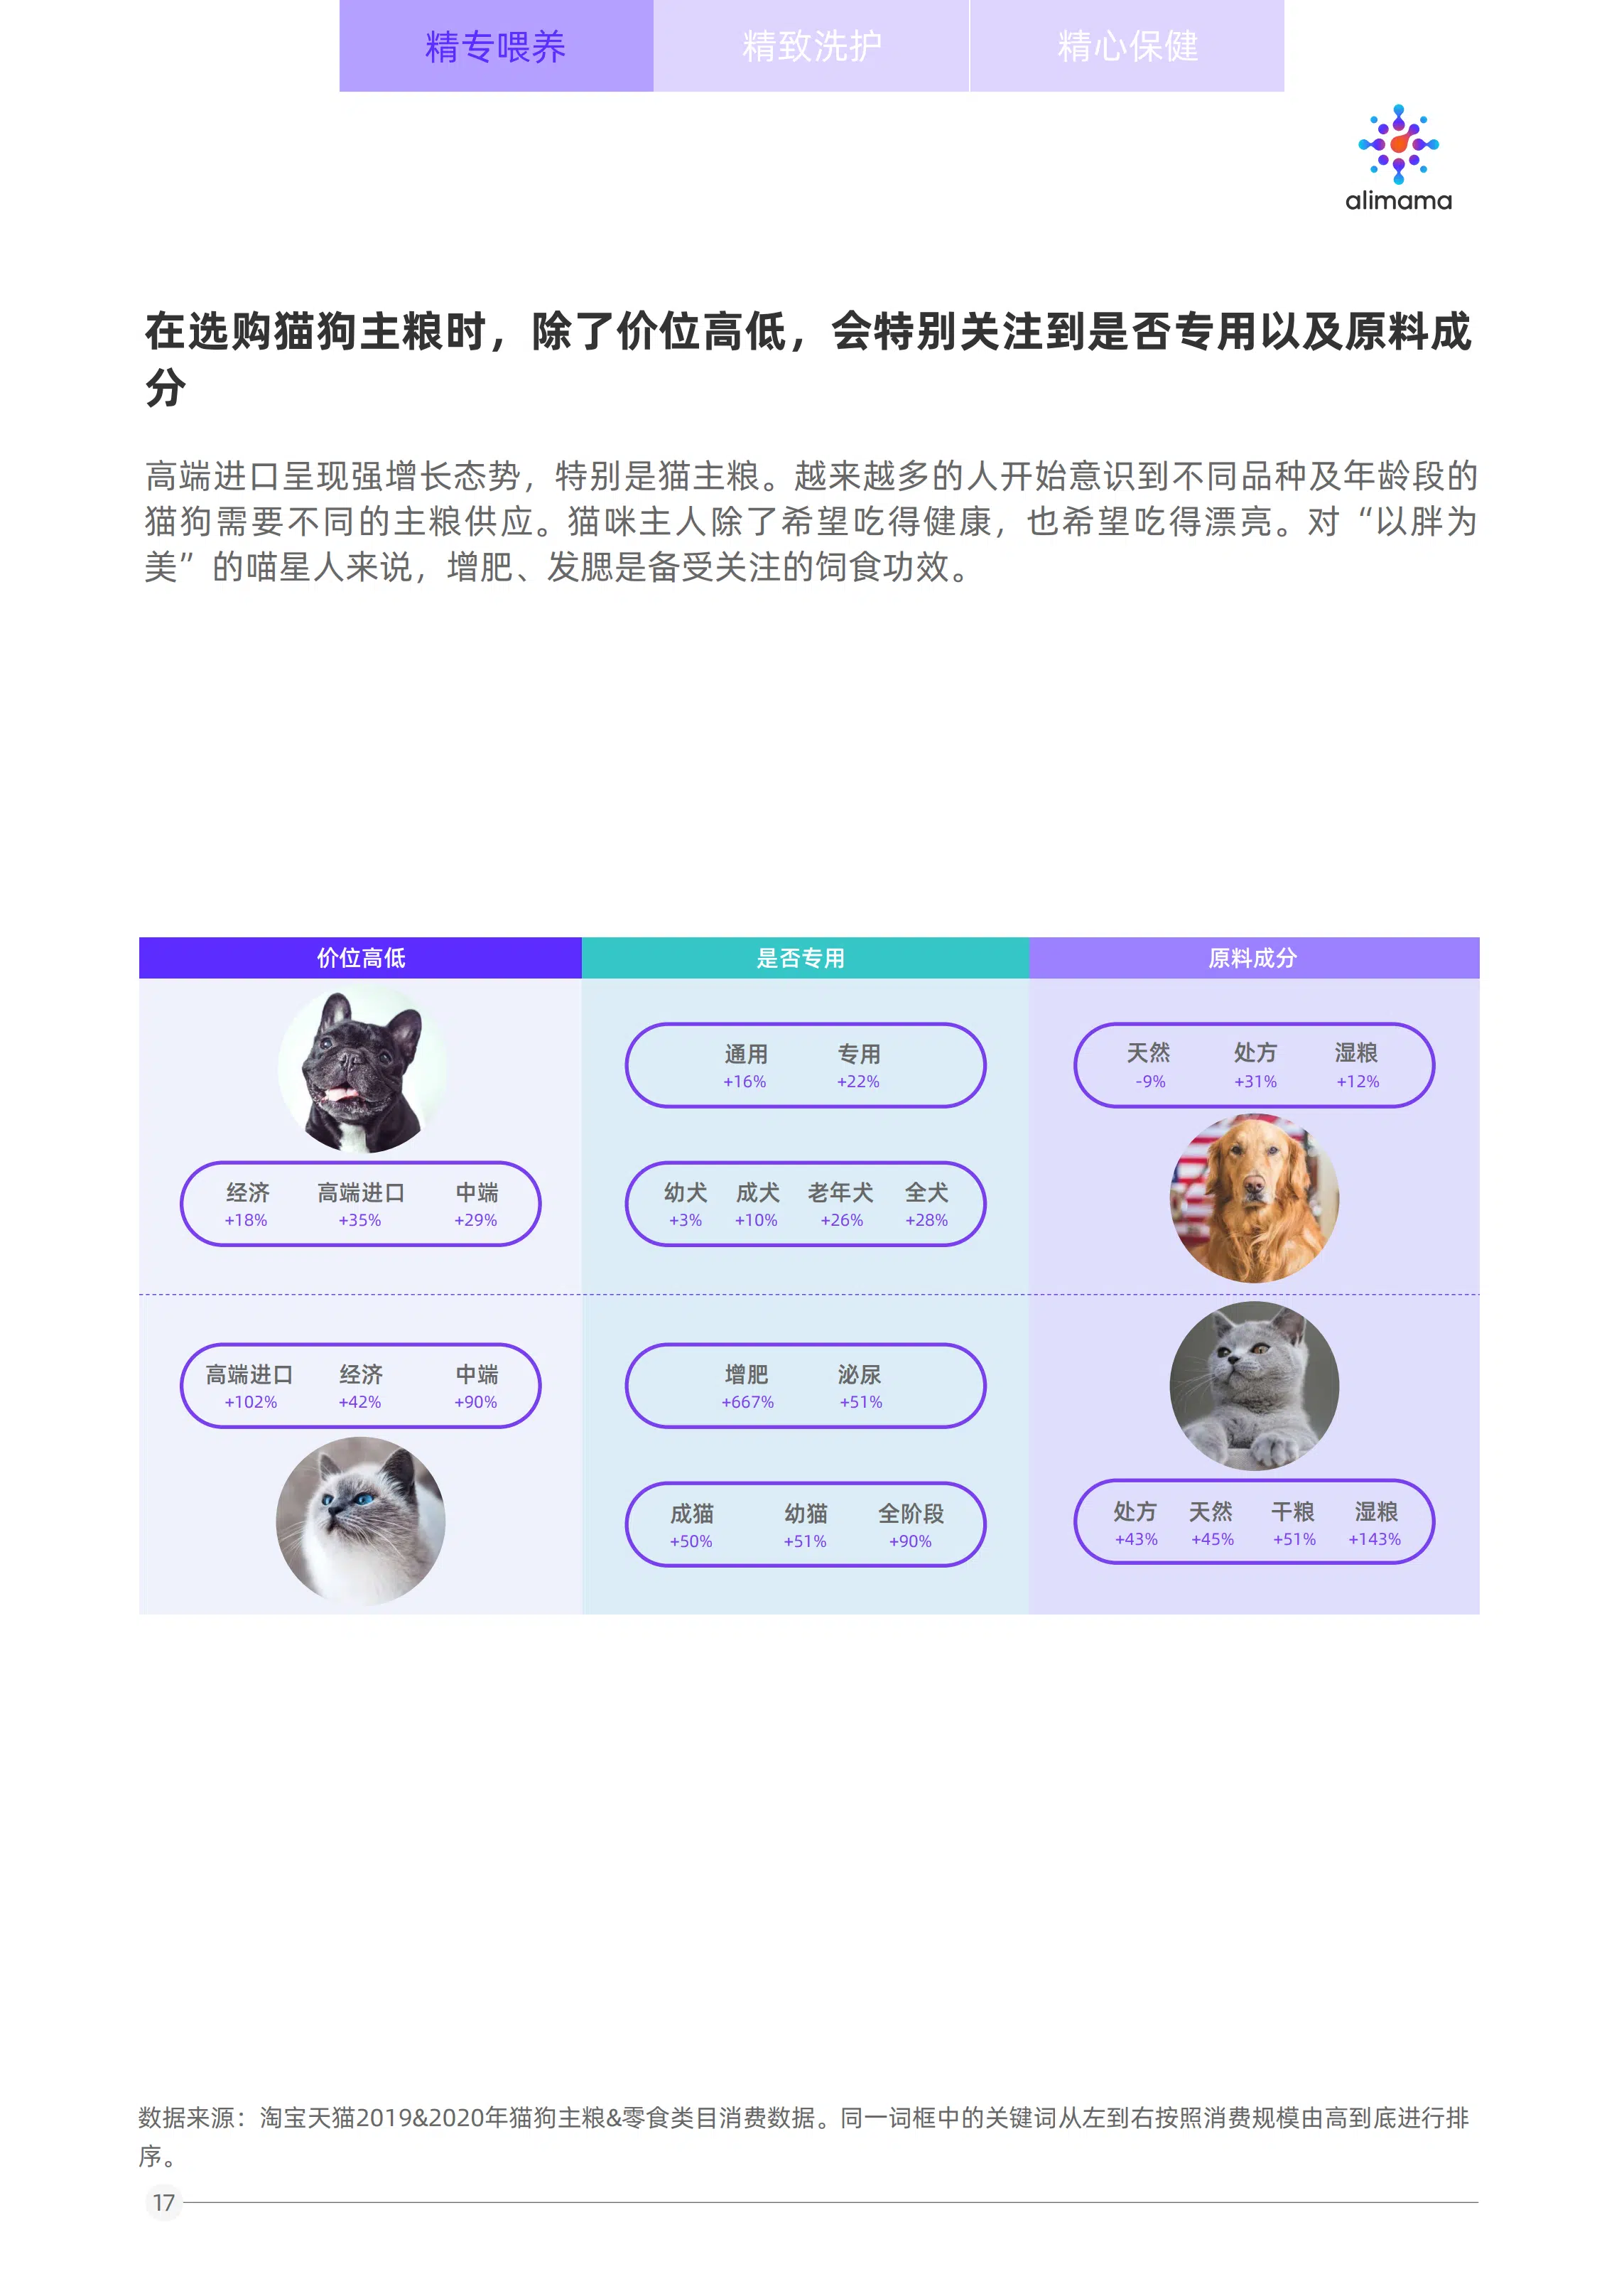 精专喂养 精致洗护 精心保健
alimama
在选购猫狗主粮时，除了价位高低，会特别关注到是否专用以及原料成
分
高端进口呈现强增长态势，特别是猫主粮。越来越多的人开始意识到不同品种及年龄段的
猫狗需要不同的主粮供应。猫咪主人除了希望吃得健康，也希望吃得漂亮。对“以胖为
美”的喵星人来说，增肥、发腮是备受关注的饲食功效。
价位高低 是否专用 原料成分
通用 专用
+16% +22%
天然 处方 湿粮
-9% +31% +12%
经济 高端进口 中端
+18% +35% +29%
幼犬 成犬 老年犬 全犬
+3% +10% +26% +28%
高端进口 经济 中端
+102% +42% +90%
增肥 泌尿
+667% +51%
成猫 幼猫 全阶段
+50% +51% +90%
处方 天然 干粮 湿粮
+43% +45% +51% +143%
数据来源：淘宝天猫2019&2020年猫狗主粮&零食类目消费数据。同一词框中的关键词从左到右按照消费规模由高到底进行排
序。
17